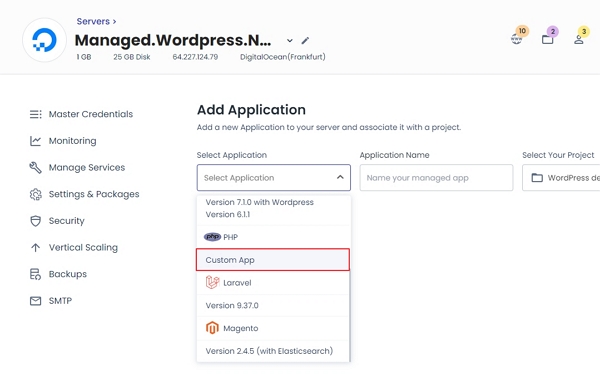 Servers ›
Managed.Wordpress.N...
1 GB 25 GB Disk 64.227.124.79 DigitalOcean(Frankfurt)
10
2
3
Master Credentials
Monitoring
Manage Services
Settings & Packages
Security
Vertical Scaling
Backups
SMTP
Add Application
Add a new Application to your server and associate it with a project.
Select Application Application Name Select Your Project
Select Application Name your managed app WordPress de
Version 7.1.0 with Wordpress
Version 6.1.1
php PHP
Custom App
Laravel
Version 9.37.0
Magento
Version 2.4.5 (with Elasticsearch)